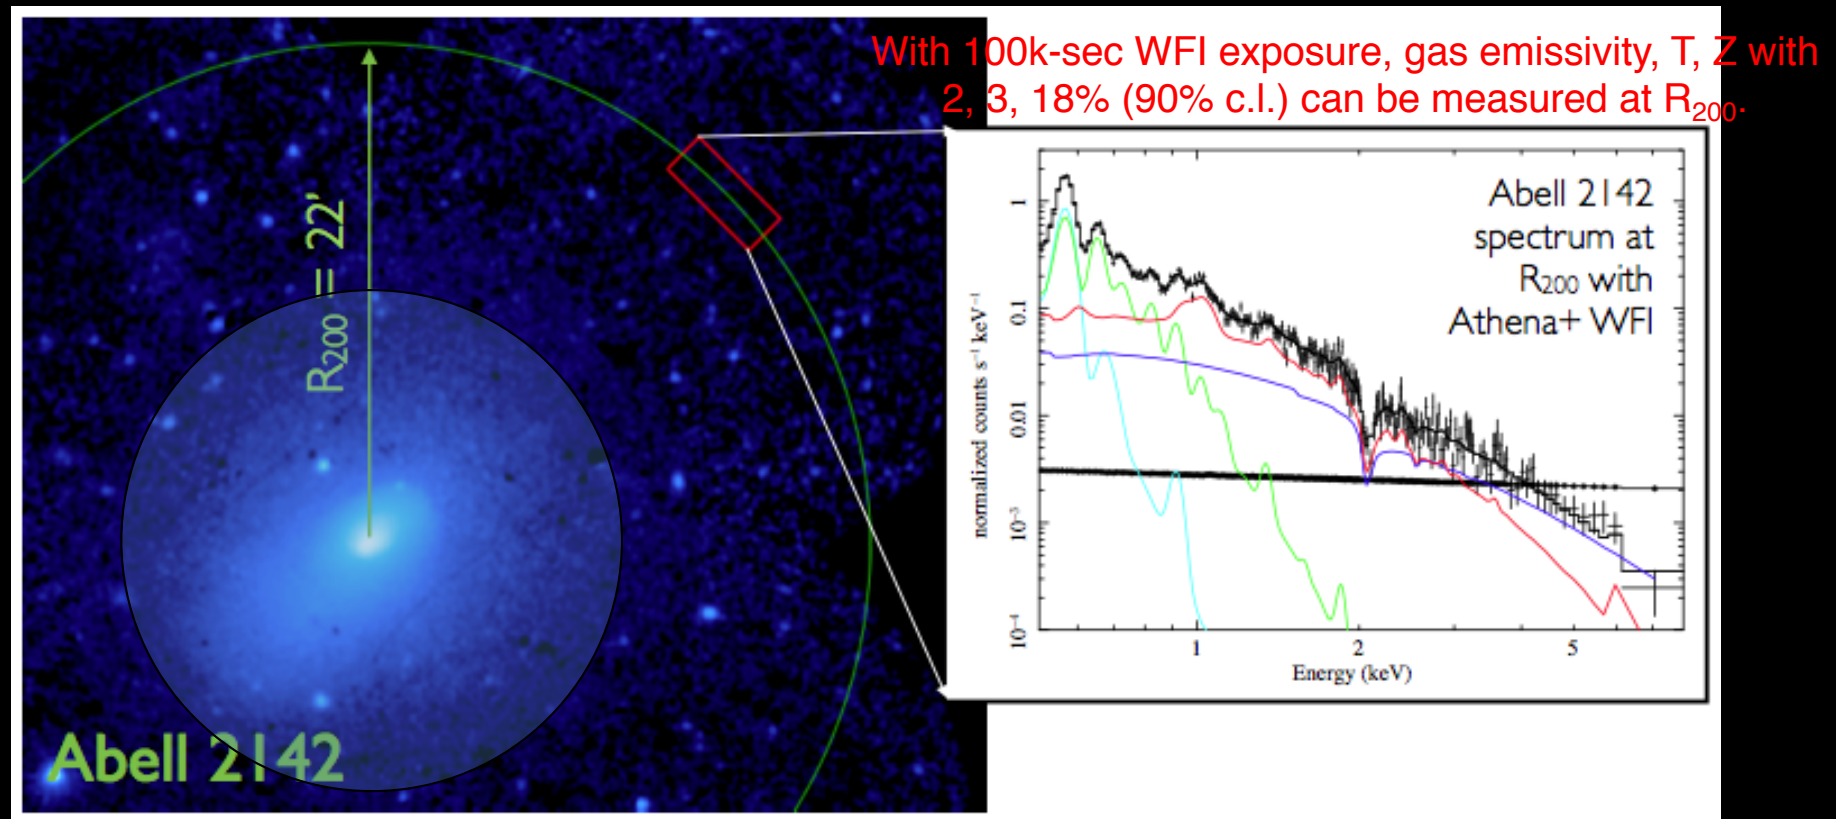 With 100k-sec WFI exposure, gas emissivity, T, Z with
2, 3, 18% (90% c.l.) can be measured at R₂₀₀.
R₂₀₀ = 22'
Abell 2142
Abell 2142
spectrum at
R₂₀₀ with
Athena+ WFI
normalized counts s⁻¹ keV⁻¹
1
0.1
0.01
10⁻³
10⁻⁴
1 2 5
Energy (keV)